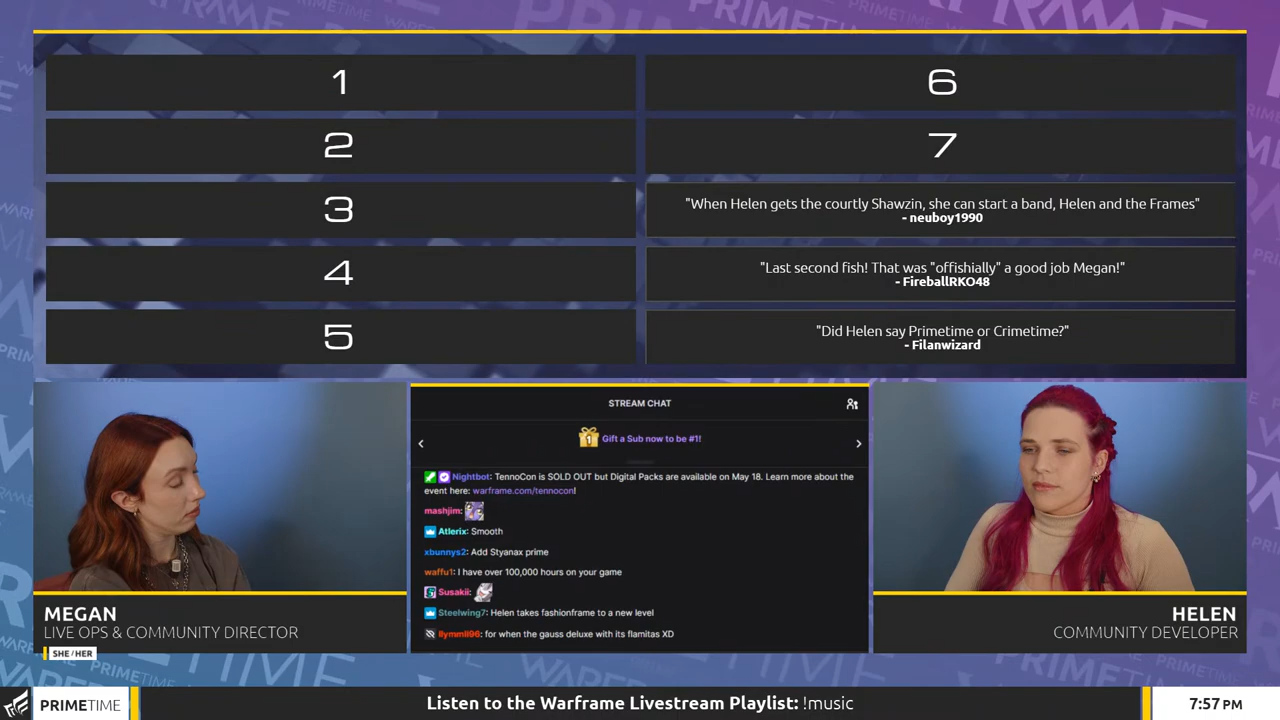 1
2
3
4
5
6
7
"When Helen gets the courtly Shawzin, she can start a band, Helen and the Frames"
- neuboy1990
"Last second fish! That was "offishially" a good job Megan!"
- FireballRKO48
"Did Helen say Primetime or Crimetime?"
- Filanwizard
STREAM CHAT
1
Gift a Sub now to be #1!
Nightbot: TennoCon is SOLD OUT but Digital Packs are available on May 18. Learn more about the
event here: warframe.com/tennocon!
mashjim:
Atlerix: Smooth
xbunnys2: Add Styanax prime
waffu1: I have over 100,000 hours on your game
Susakii:
Steelwing7: Helen takes fashionframe to a new level
llymmli96: for when the gauss deluxe with its flamitas XD
MEGAN
LIVE OPS & COMMUNITY DIRECTOR
SHE/HER
HELEN
COMMUNITY DEVELOPER
PRIMETIME
Listen to the Warframe Livestream Playlist: !music
7:57 PM